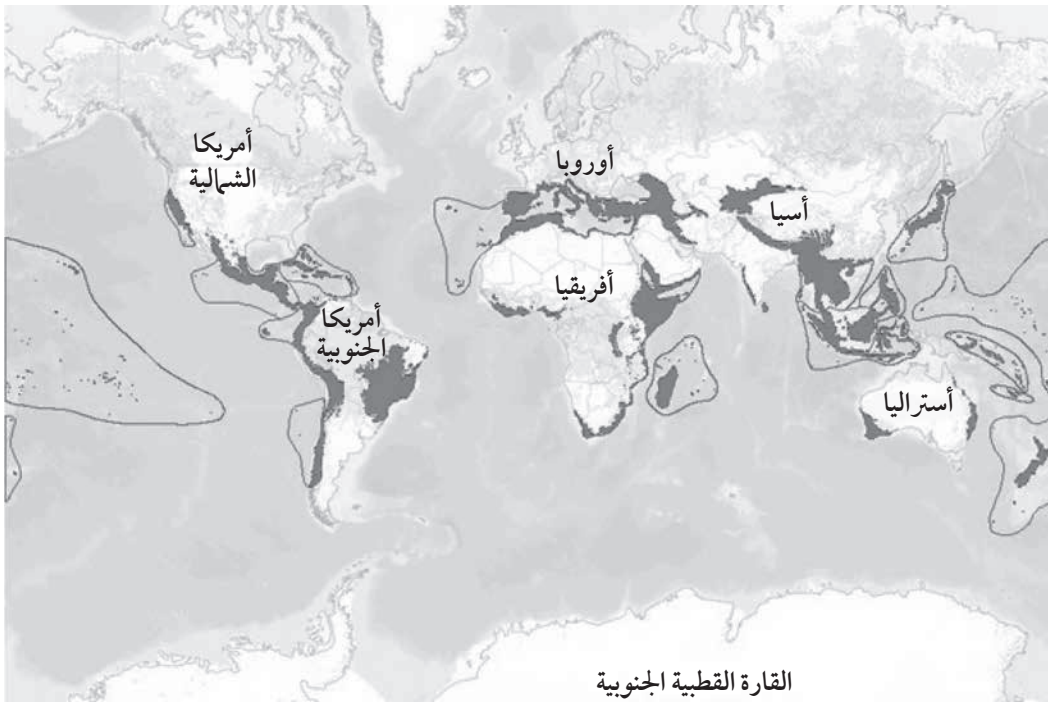 أمريكا
الشمالية
أوروبا
أسيا
أفريقيا
أمريكا
الجنوبية
أستراليا
القارة القطبية الجنوبية